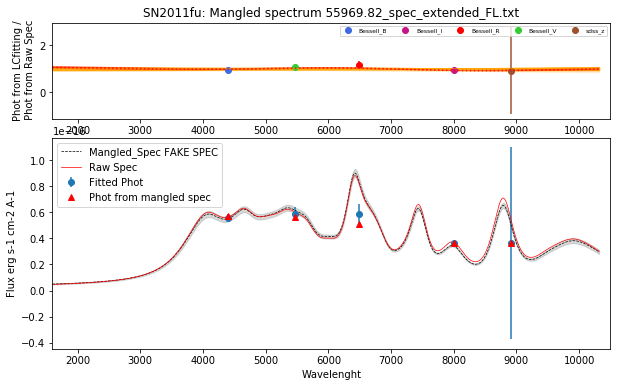 SN2011fu: Mangled spectrum 55969.82_spec_extended_FL.txt
Phot from LCfitting /
Phot from Raw Spec
2
0
Bessell_B
Bessell_I
Bessell_R
Bessell_V
sdss_z
2000 3000 4000 5000 6000 7000 8000 9000 10000
1e−16
Flux erg s-1 cm-2 A-1
1.0
0.8
0.6
0.4
0.2
0.0
−0.2
−0.4
Mangled_Spec FAKE SPEC
Raw Spec
Fitted Phot
Phot from mangled spec
2000 3000 4000 5000 6000 7000 8000 9000 10000
Wavelenght